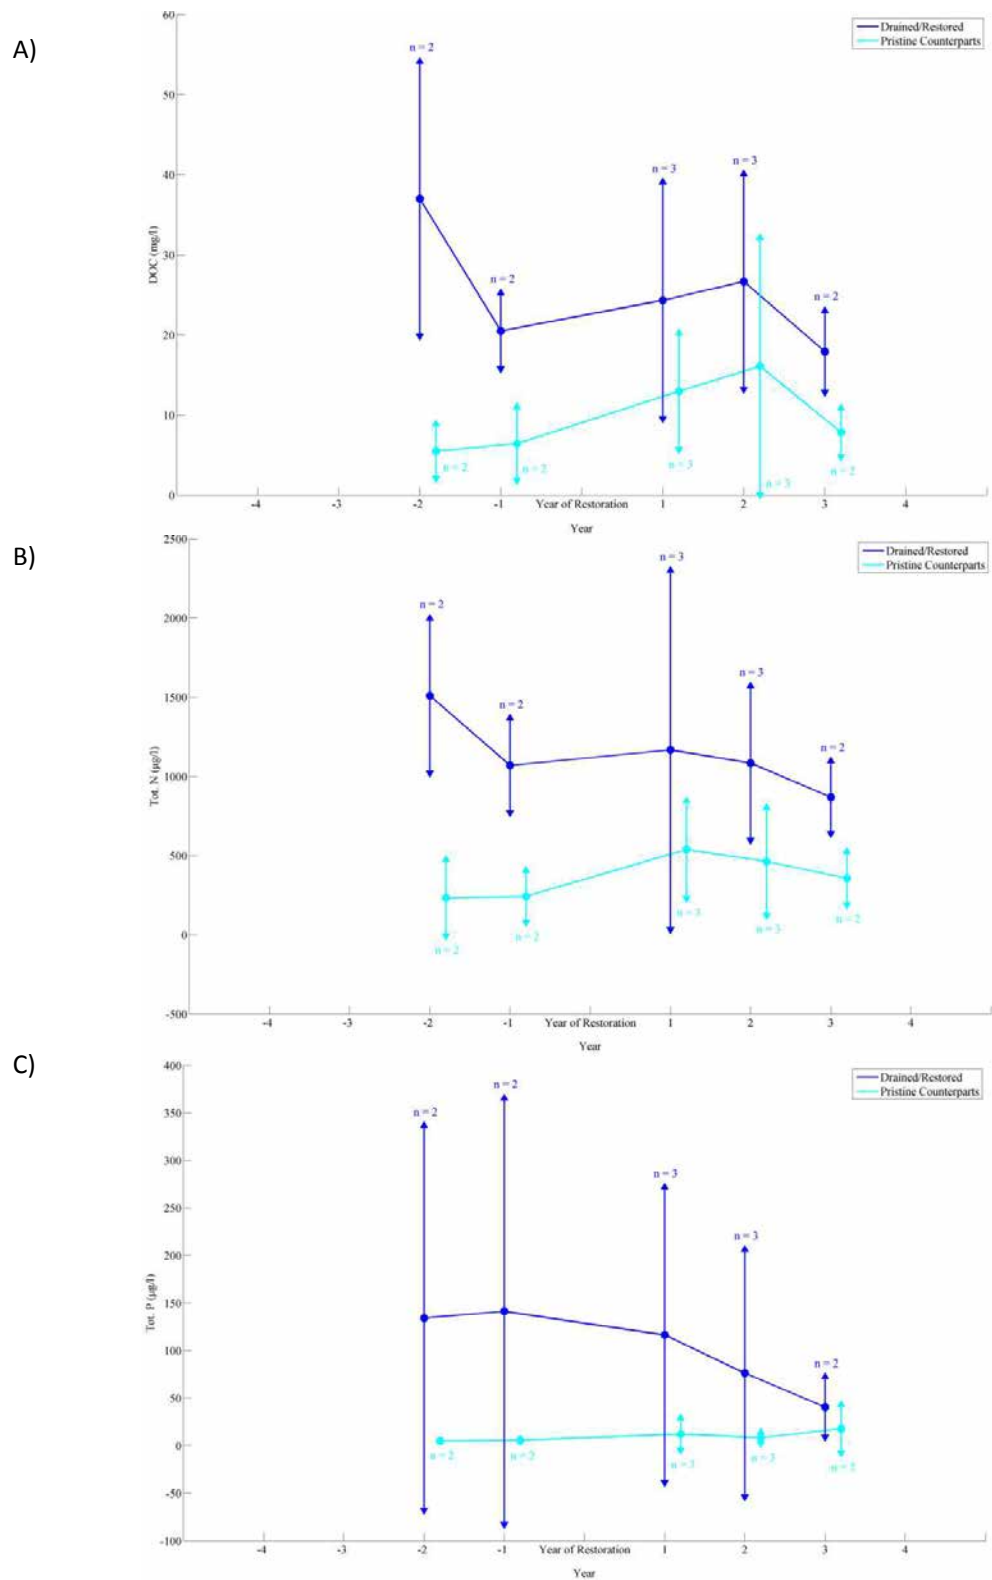 A)
60
50
40
30
20
10
0
DOC (mg/l)
Drained/Restored
Pristine Counterparts
n = 2
n = 2
n = 3
n = 3
n = 2
n = 2
n = 2
n = 3
n = 3
n = 2
-4 -3 -2 -1 Year of Restoration 1 2 3 4
Year
B)
2500
2000
1500
1000
500
0
-500
Tot. N (µg/l)
Drained/Restored
Pristine Counterparts
n = 2
n = 2
n = 3
n = 3
n = 2
n = 2
n = 2
n = 3
n = 3
n = 2
-4 -3 -2 -1 Year of Restoration 1 2 3 4
Year
C)
400
350
300
250
200
150
100
50
0
-50
-100
Tot. P (µg/l)
Drained/Restored
Pristine Counterparts
n = 2
n = 2
n = 3
n = 3
n = 2
n = 2
n = 2
n = 3
n = 3
n = 2
-4 -3 -2 -1 Year of Restoration 1 2 3 4
Year